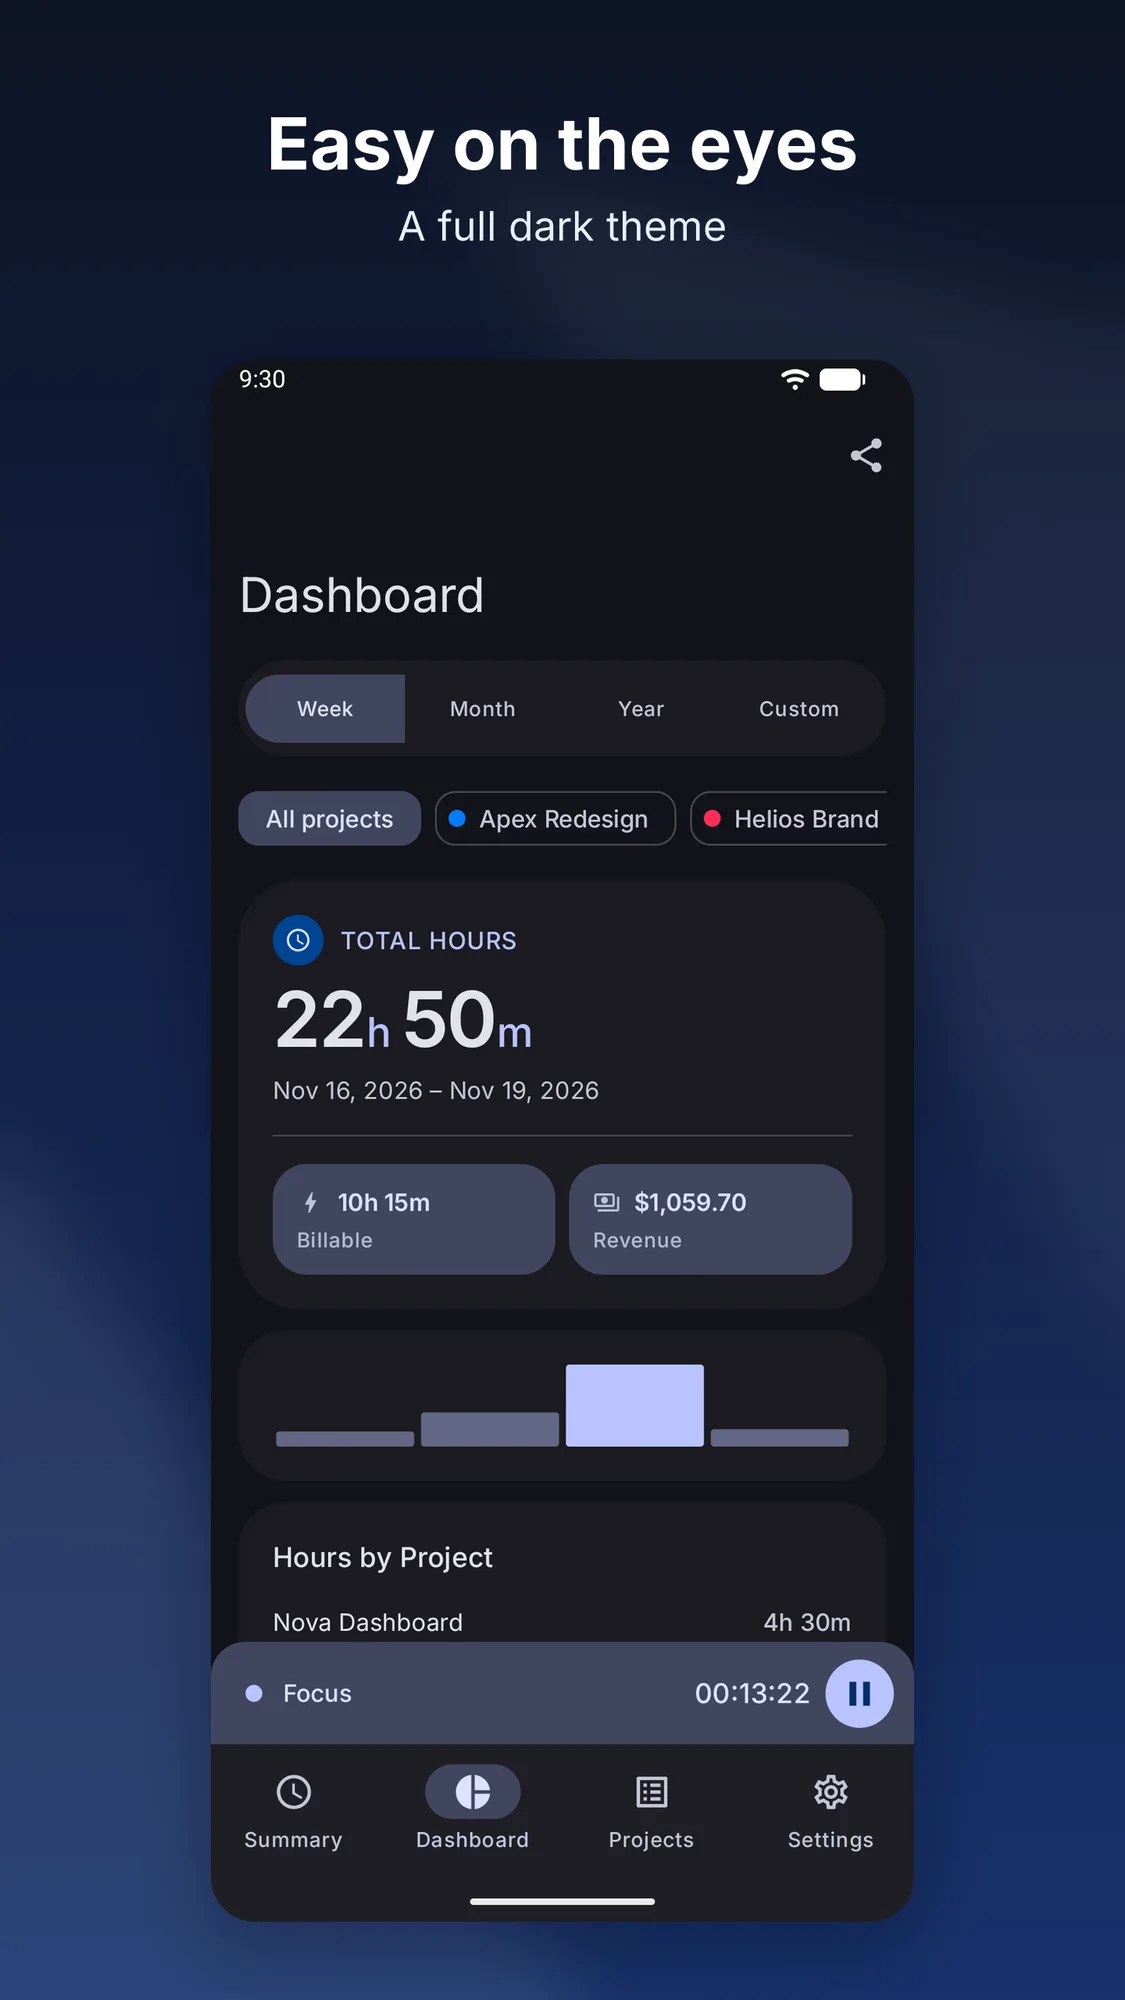 Easy on the eyes
A full dark theme
9:30
Dashboard
Week Month Year Custom
All projects Apex Redesign Helios Brand
TOTAL HOURS
22h 50m
Nov 16, 2026 – Nov 19, 2026
10h 15m $1,059.70
Billable Revenue
Hours by Project
Nova Dashboard 4h 30m
Focus 00:13:22
Summary Dashboard Projects Settings